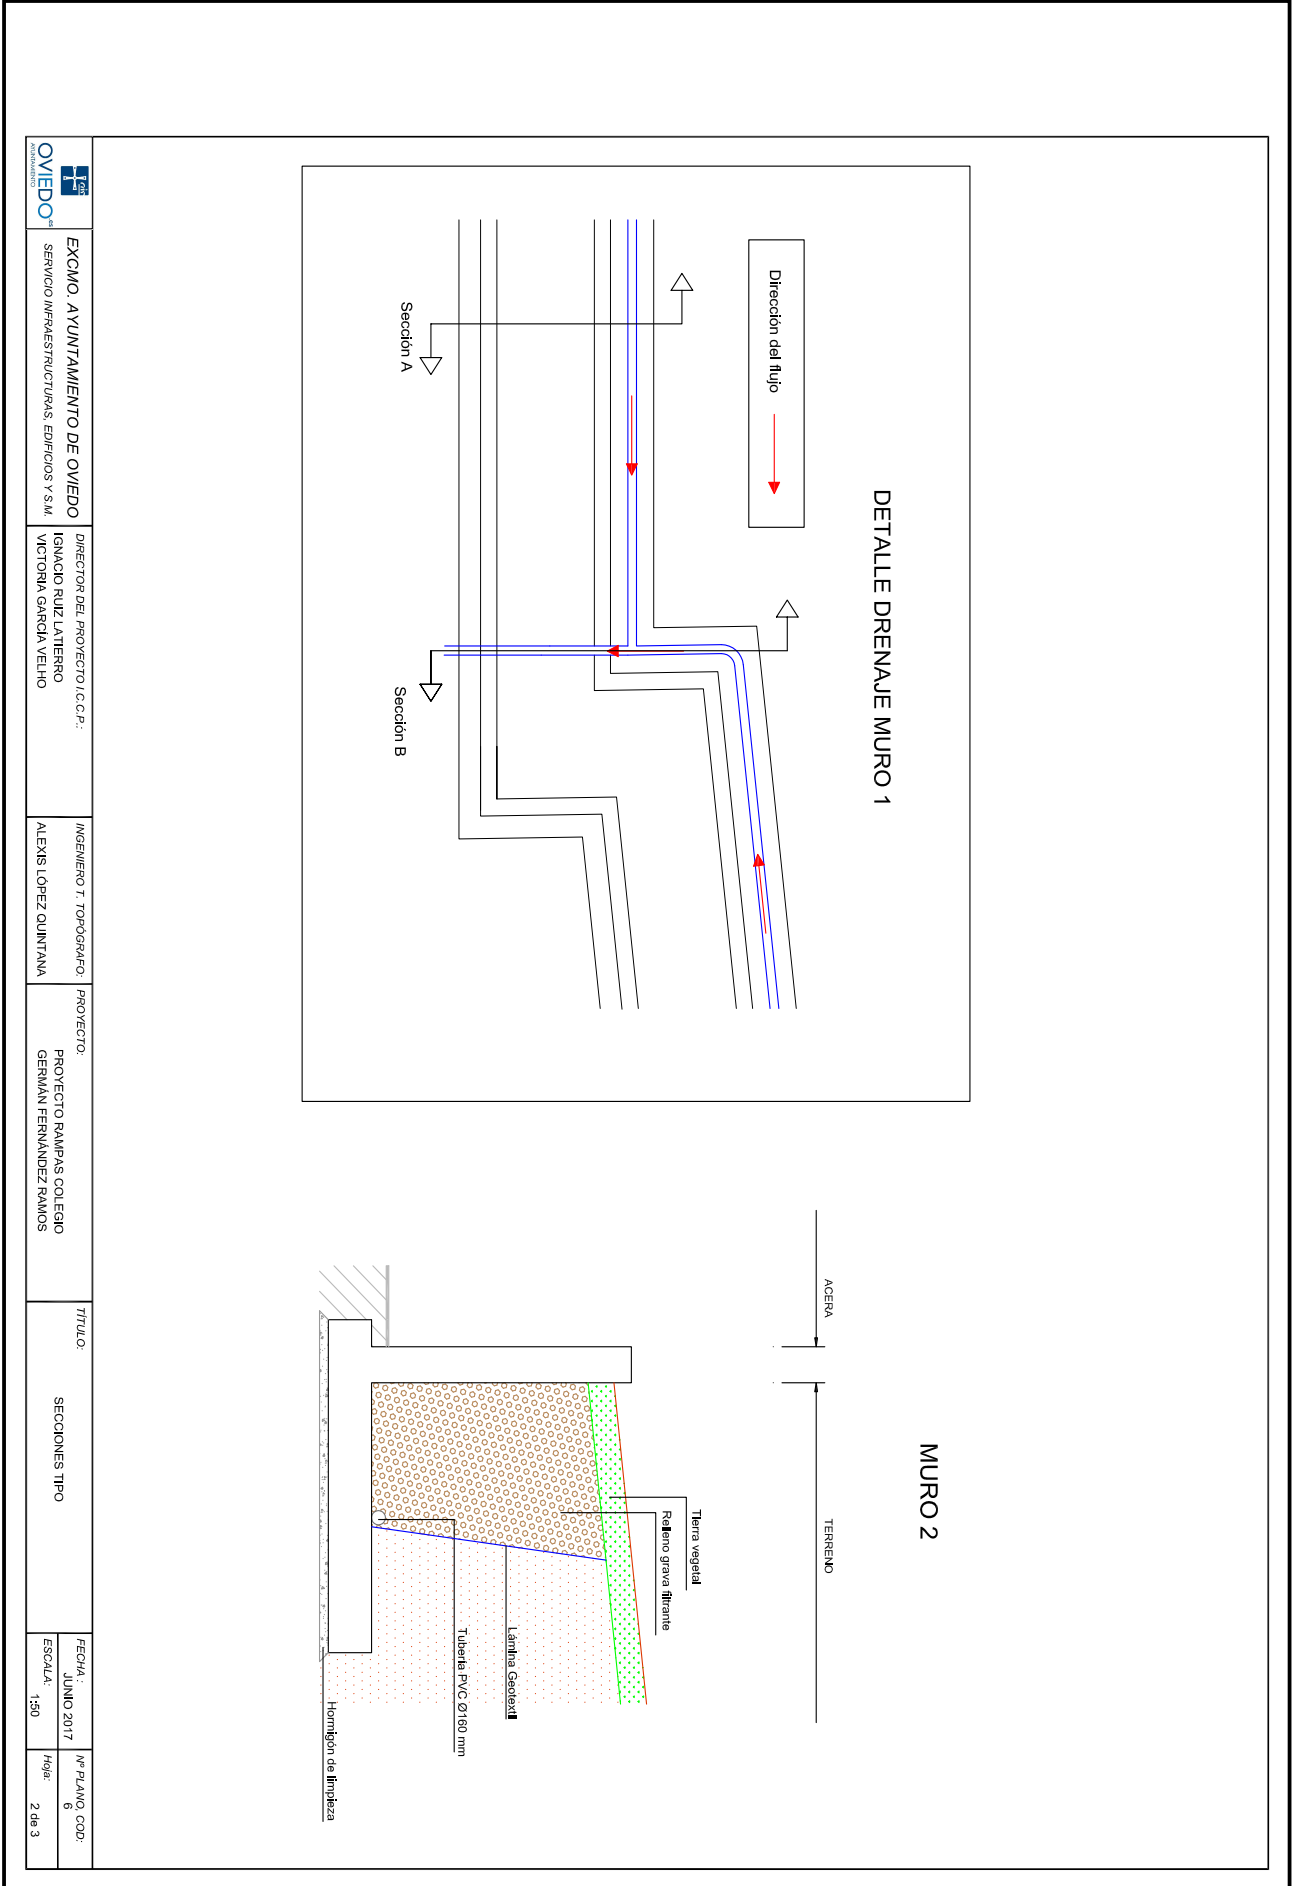 DETALLE DRENAJE MURO 1
Dirección del flujo
Sección A
Sección B
MURO 2
ACERA
TERRENO
Tierra vegetal
Relleno grava filtrante
Lámina Geotextil
Tubería PVC Ø160 mm
Hormigón de limpieza
OVIEDO.es
AYUNTAMIENTO
EXCMO. AYUNTAMIENTO DE OVIEDO
SERVICIO INFRAESTRUCTURAS, EDIFICIOS Y S.M.
DIRECTOR DEL PROYECTO I.C.C.P.:
IGNACIO RUIZ LATIERRO
VICTORIA GARCÍA VELHO
INGENIERO T. TOPÓGRAFO:
ALEXIS LÓPEZ QUINTANA
PROYECTO:
PROYECTO RAMPAS COLEGIO
GERMÁN FERNÁNDEZ RAMOS
TÍTULO:
SECCIONES TIPO
FECHA :
JUNIO 2017
ESCALA:
1:50
Nº PLANO, COD:
6
Hoja:
2 de 3